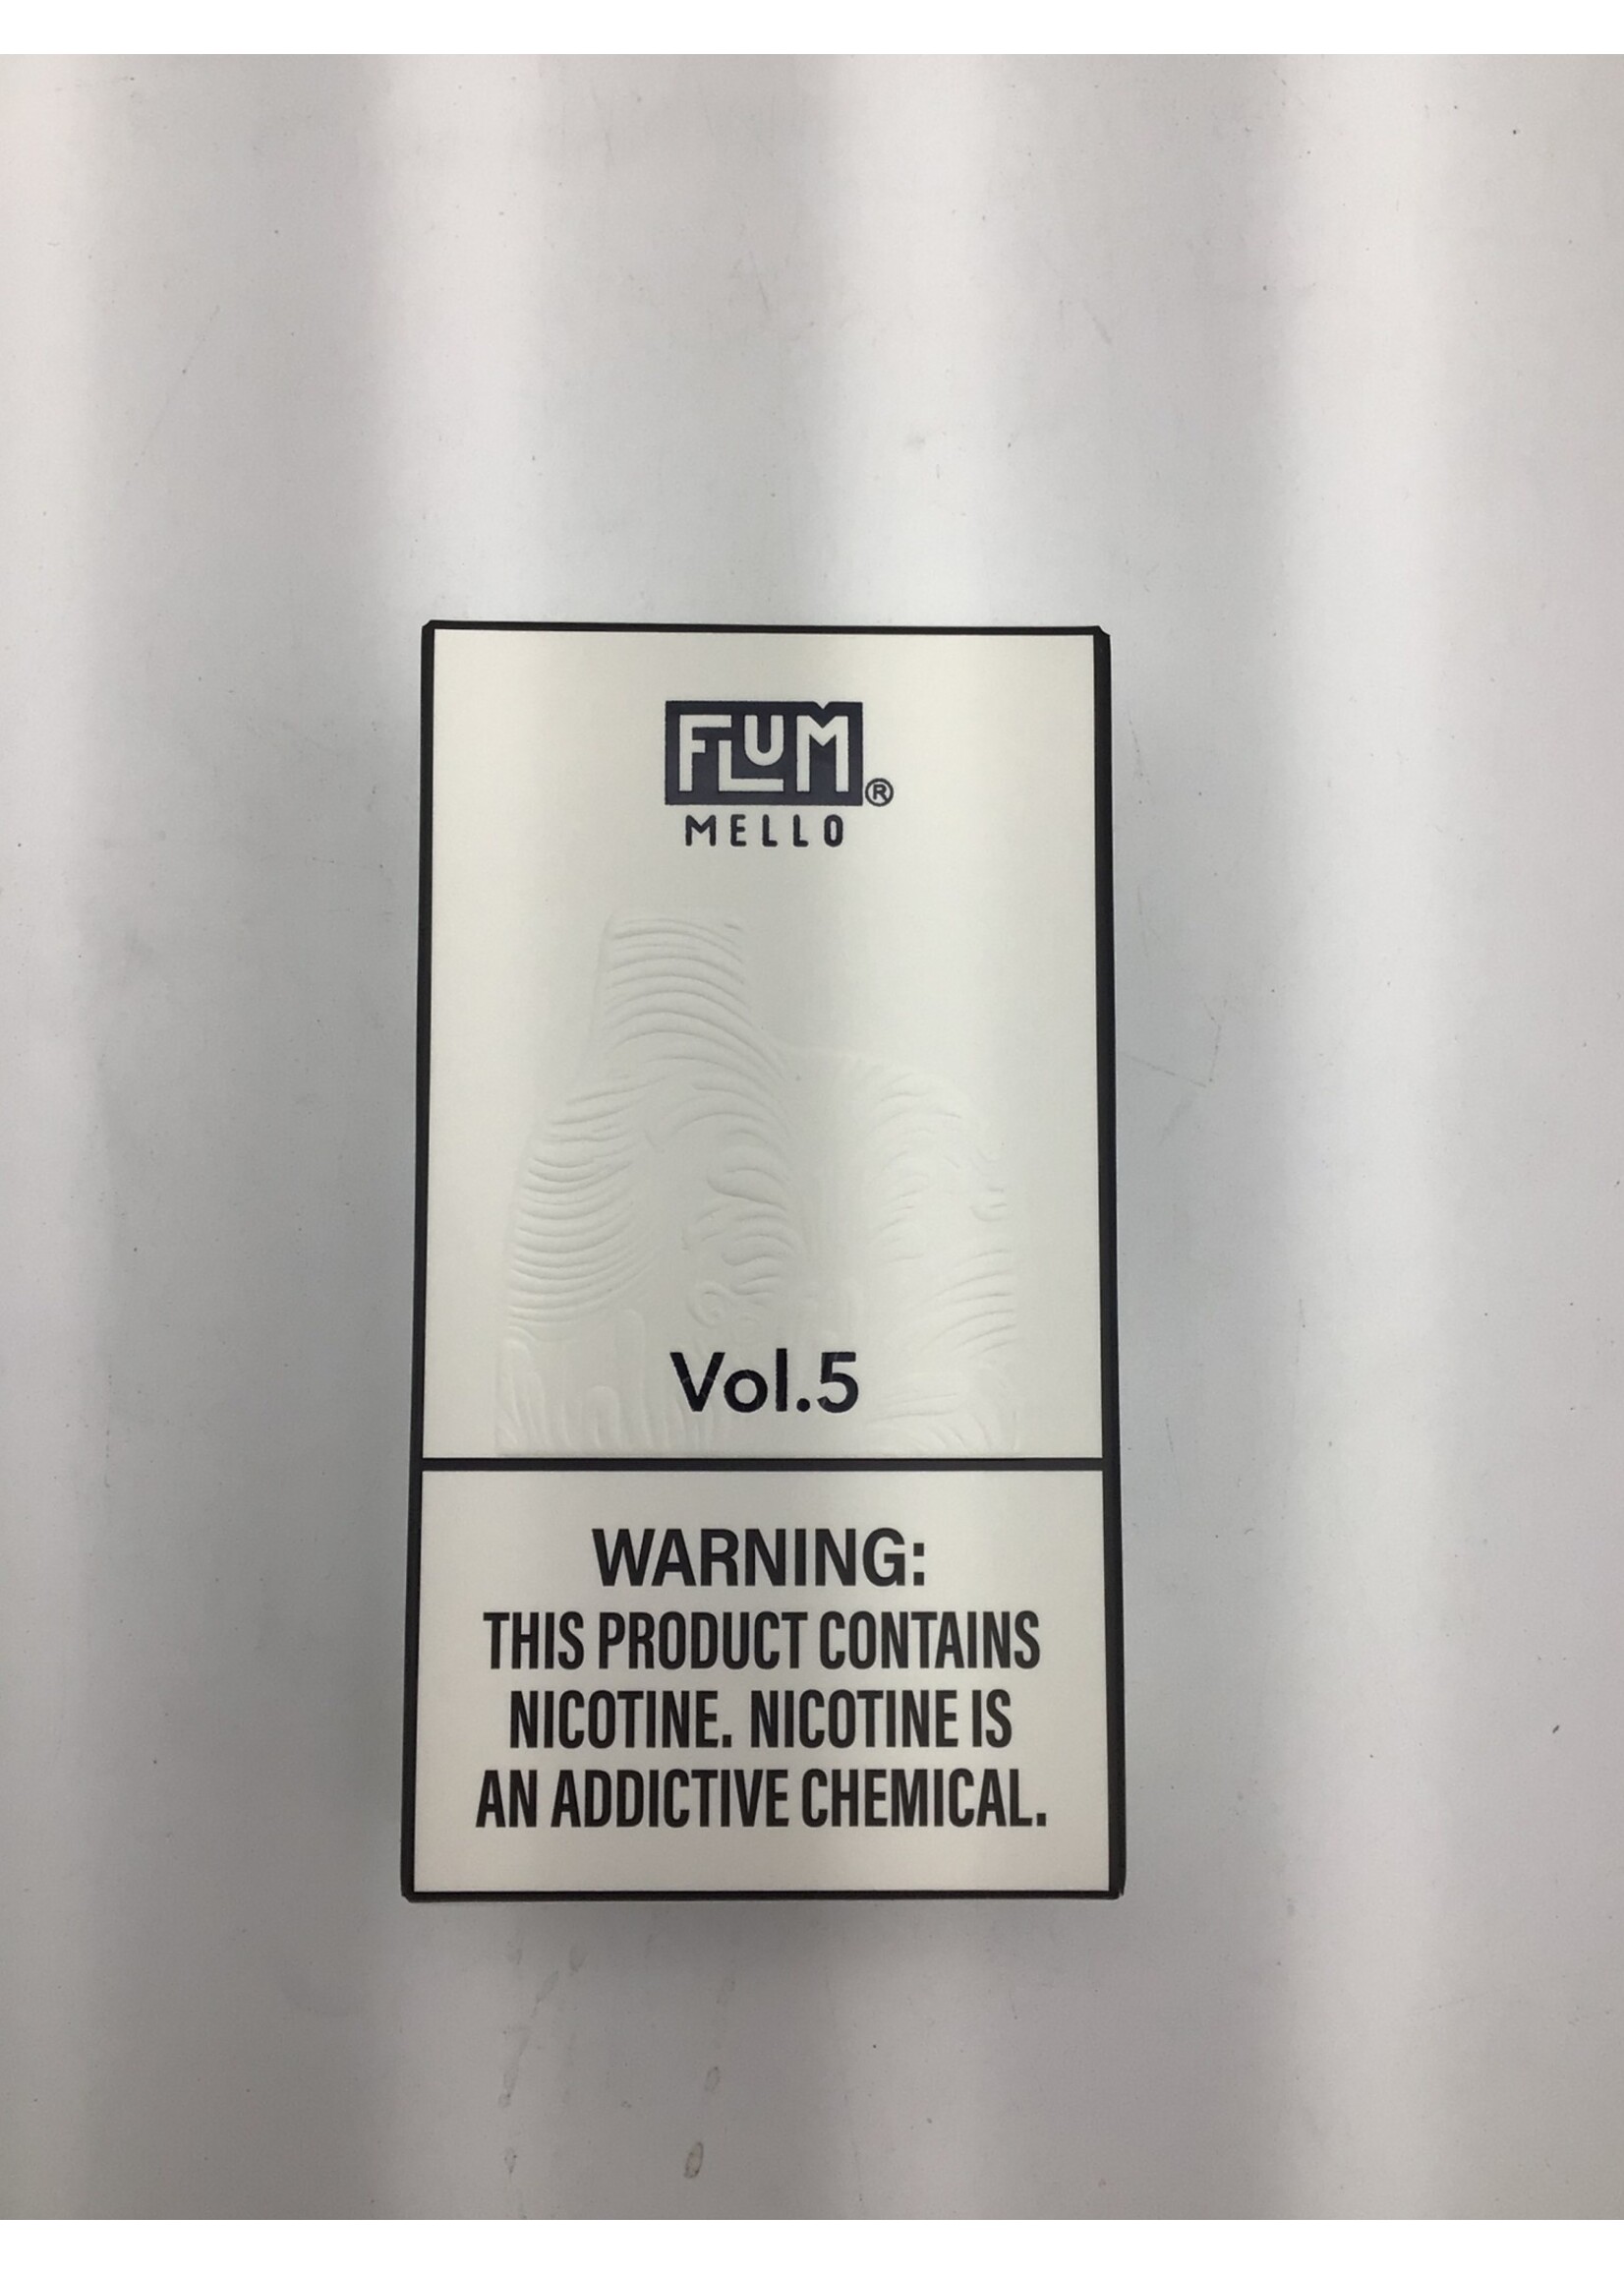 FLUM®
MELLO
Vol.5
WARNING:
THIS PRODUCT CONTAINS
NICOTINE. NICOTINE IS
AN ADDICTIVE CHEMICAL.